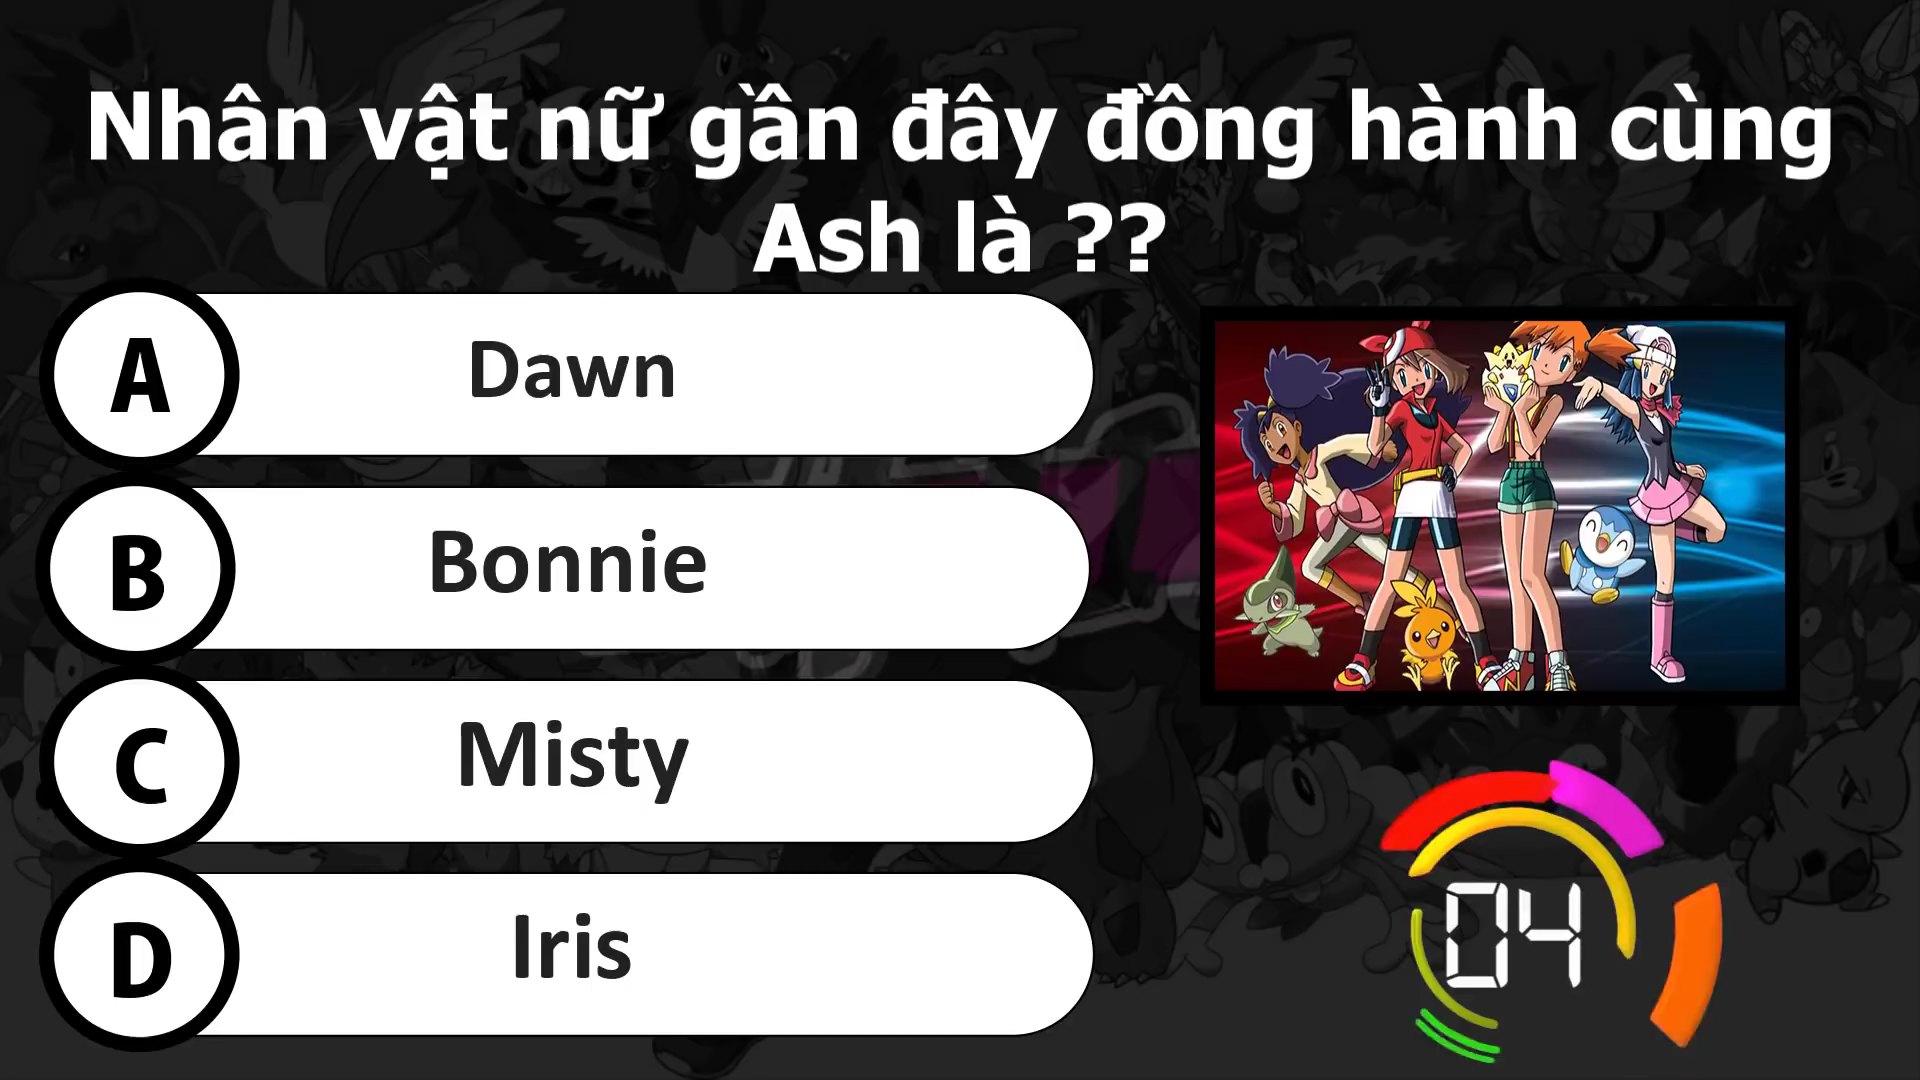 Nhân vật nữ gần đây đồng hành cùng
Ash là ??
A Dawn
B Bonnie
C Misty
D Iris
04